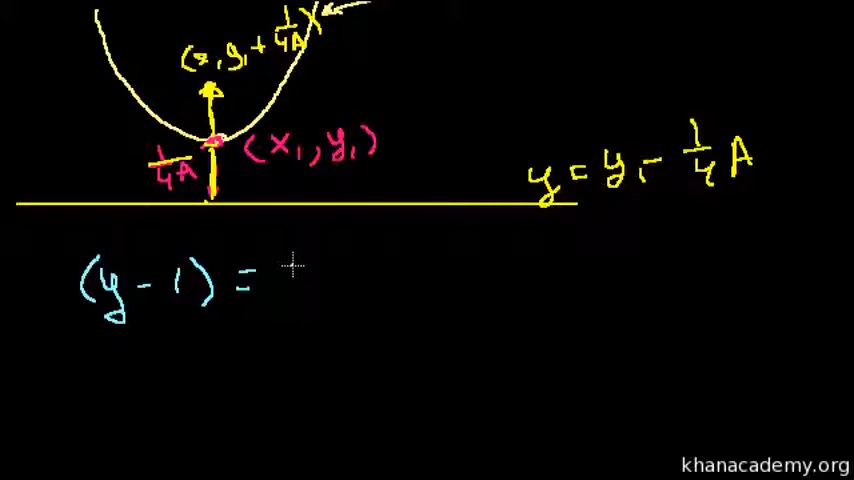 (x, y₁ + 1/4A)
(x₁, y₁)
1/4A
y = y₁ - 1/4 A
(y - 1) =
khanacademy.org